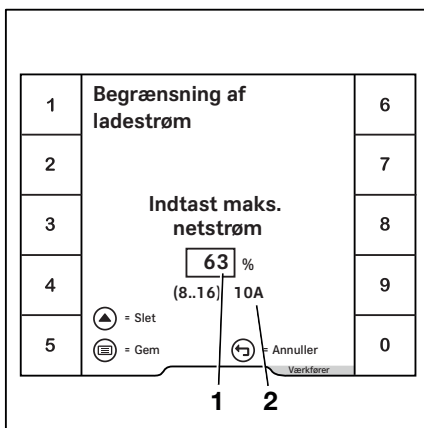 Begrænsning af
ladestrøm
1
2
3
4
5
6
7
8
9
0
Indtast maks.
netstrøm
63 %
(8..16) 10A
= Slet
= Gem
= Annuller
Værkfører
1 2